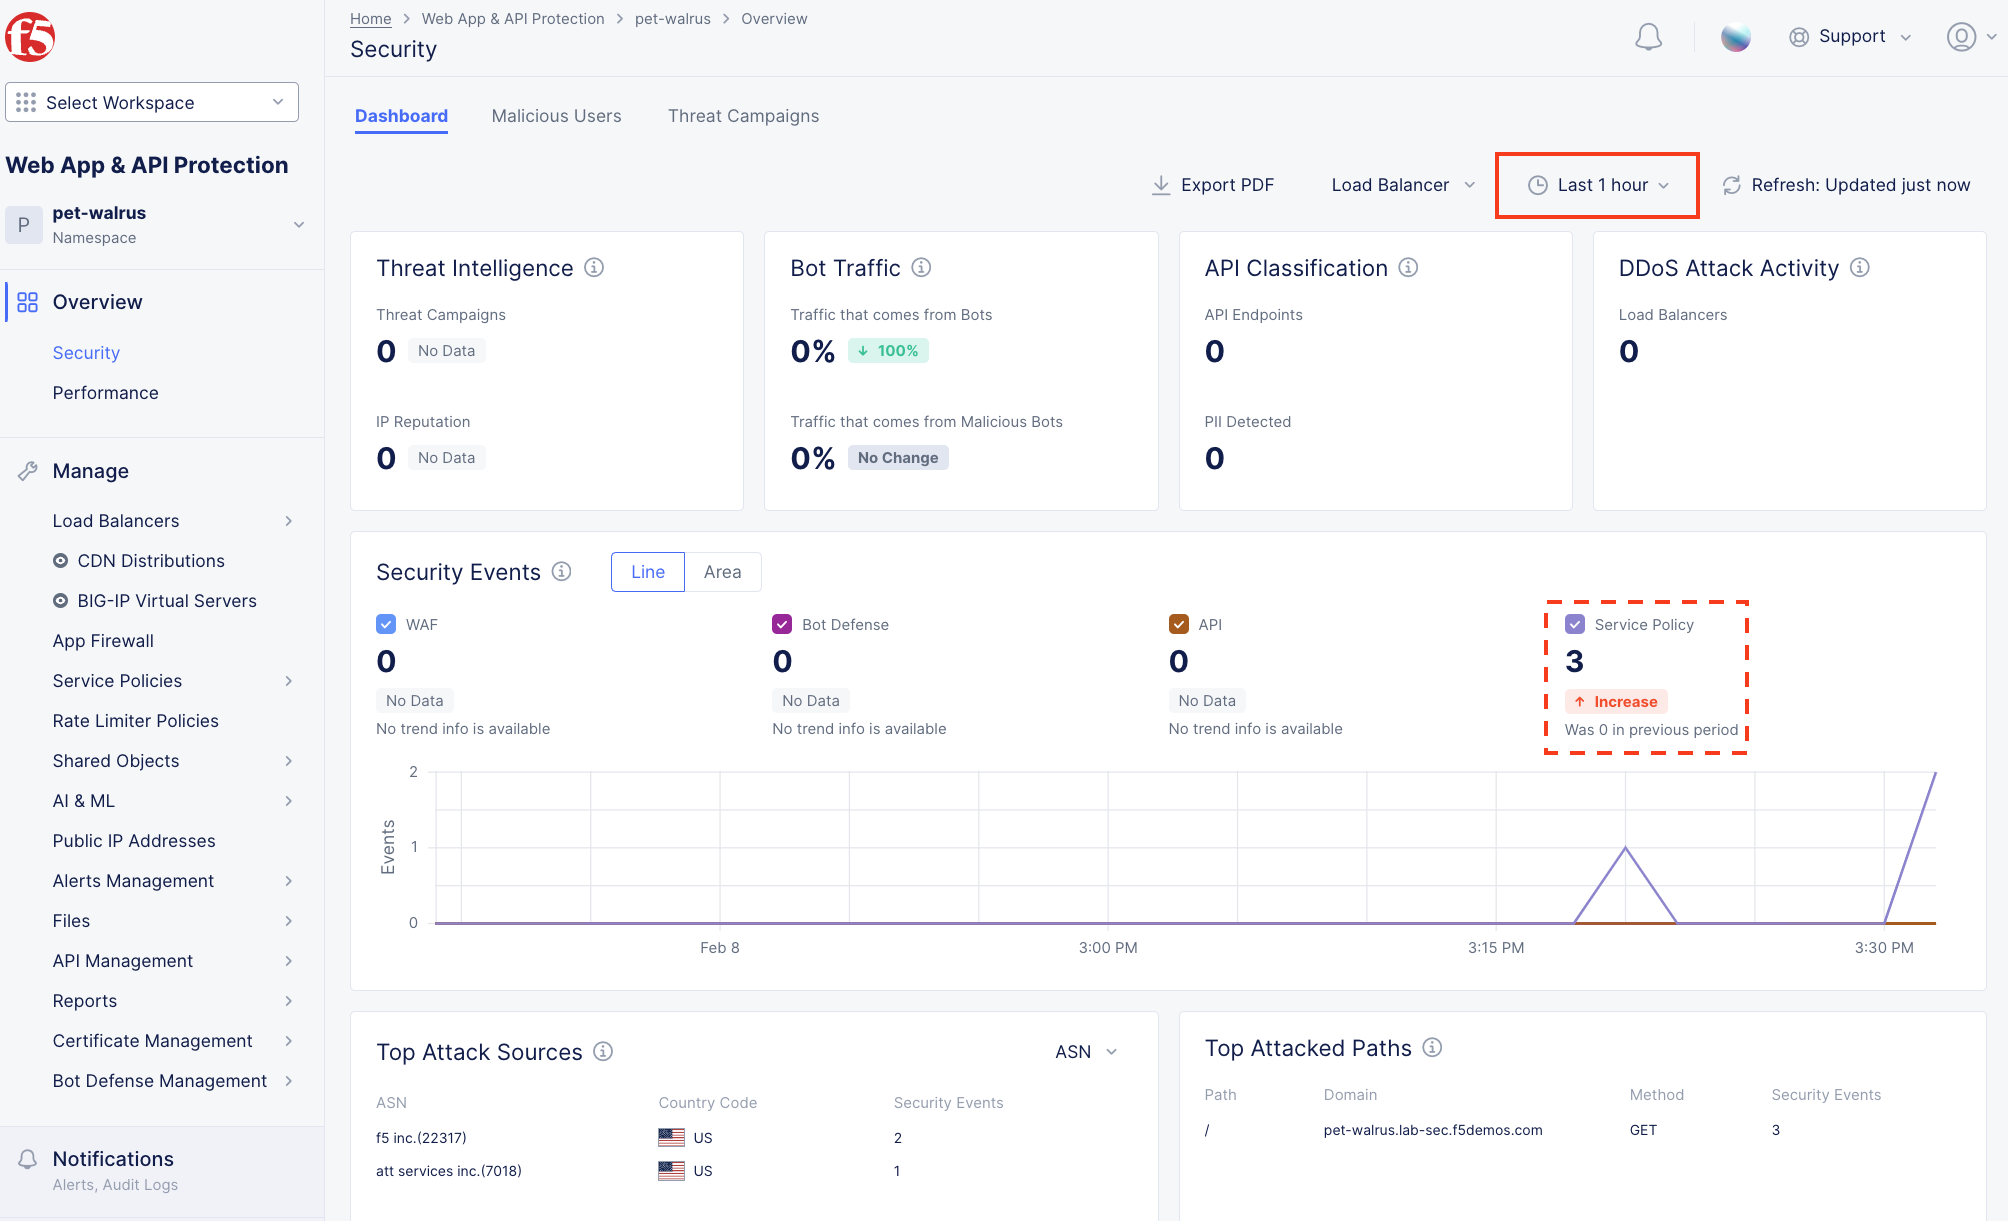 f5
Select Workspace
Web App & API Protection
P
pet-walrus
Namespace
Overview
Security
Performance
Manage
Load Balancers
CDN Distributions
BIG-IP Virtual Servers
App Firewall
Service Policies
Rate Limiter Policies
Shared Objects
AI & ML
Public IP Addresses
Alerts Management
Files
API Management
Reports
Certificate Management
Bot Defense Management
Notifications
Alerts, Audit Logs
Home > Web App & API Protection > pet-walrus > Overview
Security
Support
Dashboard Malicious Users Threat Campaigns
Export PDF Load Balancer Last 1 hour Refresh: Updated just now
Threat Intelligence
Threat Campaigns
0 No Data
IP Reputation
0 No Data
Bot Traffic
Traffic that comes from Bots
0% ↓ 100%
Traffic that comes from Malicious Bots
0% No Change
API Classification
API Endpoints
0
PII Detected
0
DDoS Attack Activity
Load Balancers
0
Security Events Line Area
WAF
0
No Data
No trend info is available
Bot Defense
0
No Data
No trend info is available
API
0
No Data
No trend info is available
Service Policy
3
↑ Increase
Was 0 in previous period
Events
2
1
0
Feb 8 3:00 PM 3:15 PM 3:30 PM
Top Attack Sources ASN
ASN Country Code Security Events
f5 inc.(22317) US 2
att services inc.(7018) US 1
Top Attacked Paths
Path Domain Method Security Events
/ pet-walrus.lab-sec.f5demos.com GET 3